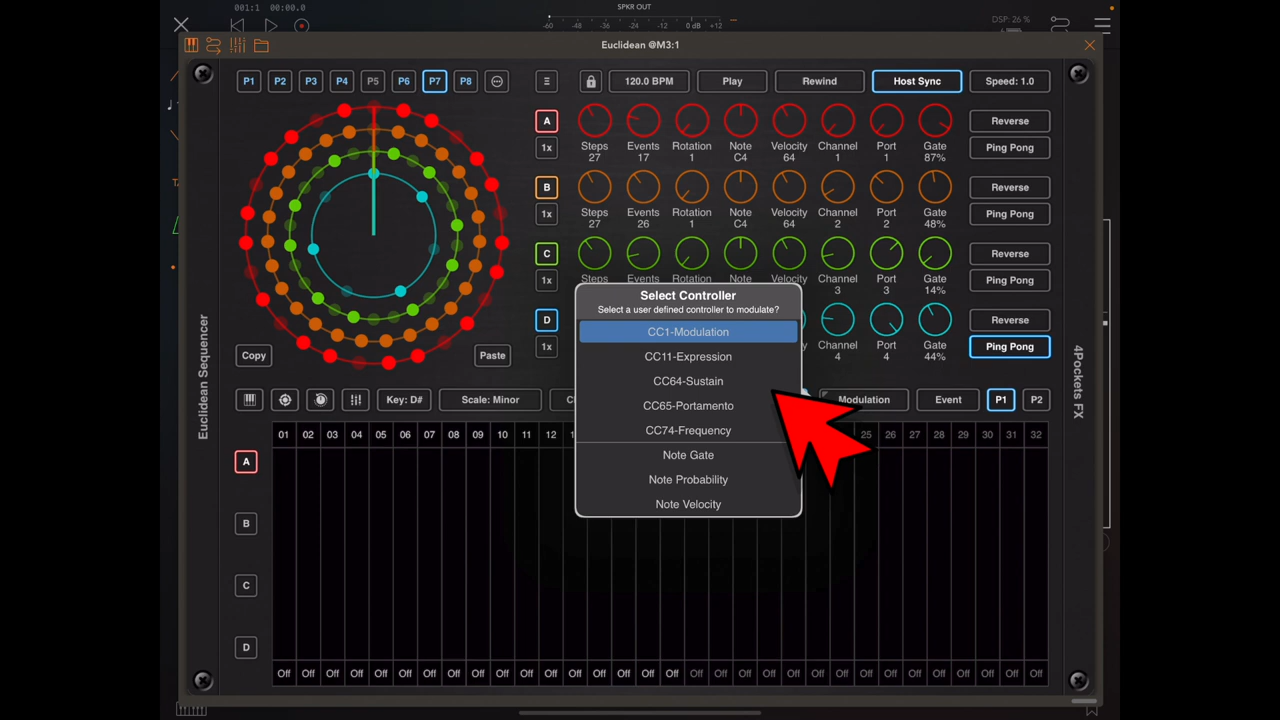 SPKR OUT
001:1 00:00.0
-60 -48 -36 -24 -12 0 dB +12
DSP: 26 %
Euclidean @M3:1
P1 P2 P3 P4 P5 P6 P7 P8
120.0 BPM Play Rewind Host Sync Speed: 1.0
A 1x
Steps Events Rotation Note Velocity Channel Port Gate
27 17 1 C4 64 1 1 87%
Reverse
Ping Pong
B 1x
Steps Events Rotation Note Velocity Channel Port Gate
27 26 1 C4 64 2 2 48%
Reverse
Ping Pong
C 1x
Steps Events Rotation Note Velocity Channel Port Gate
3 3 14%
Reverse
Ping Pong
D 1x
Channel Port Gate
4 4 44%
Reverse
Ping Pong
Select Controller
Select a user defined controller to modulate?
CC1-Modulation
CC11-Expression
CC64-Sustain
CC65-Portamento
CC74-Frequency
Note Gate
Note Probability
Note Velocity
Copy Paste
Euclidean Sequencer
4Pockets FX
Key: D# Scale: Minor Modulation Event P1 P2
01 02 03 04 05 06 07 08 09 10 11 12 25 26 27 28 29 30 31 32
A
B
C
D
Off Off Off Off Off Off Off Off Off Off Off Off Off Off Off Off Off Off Off Off Off Off Off Off Off Off Off Off Off Off Off Off